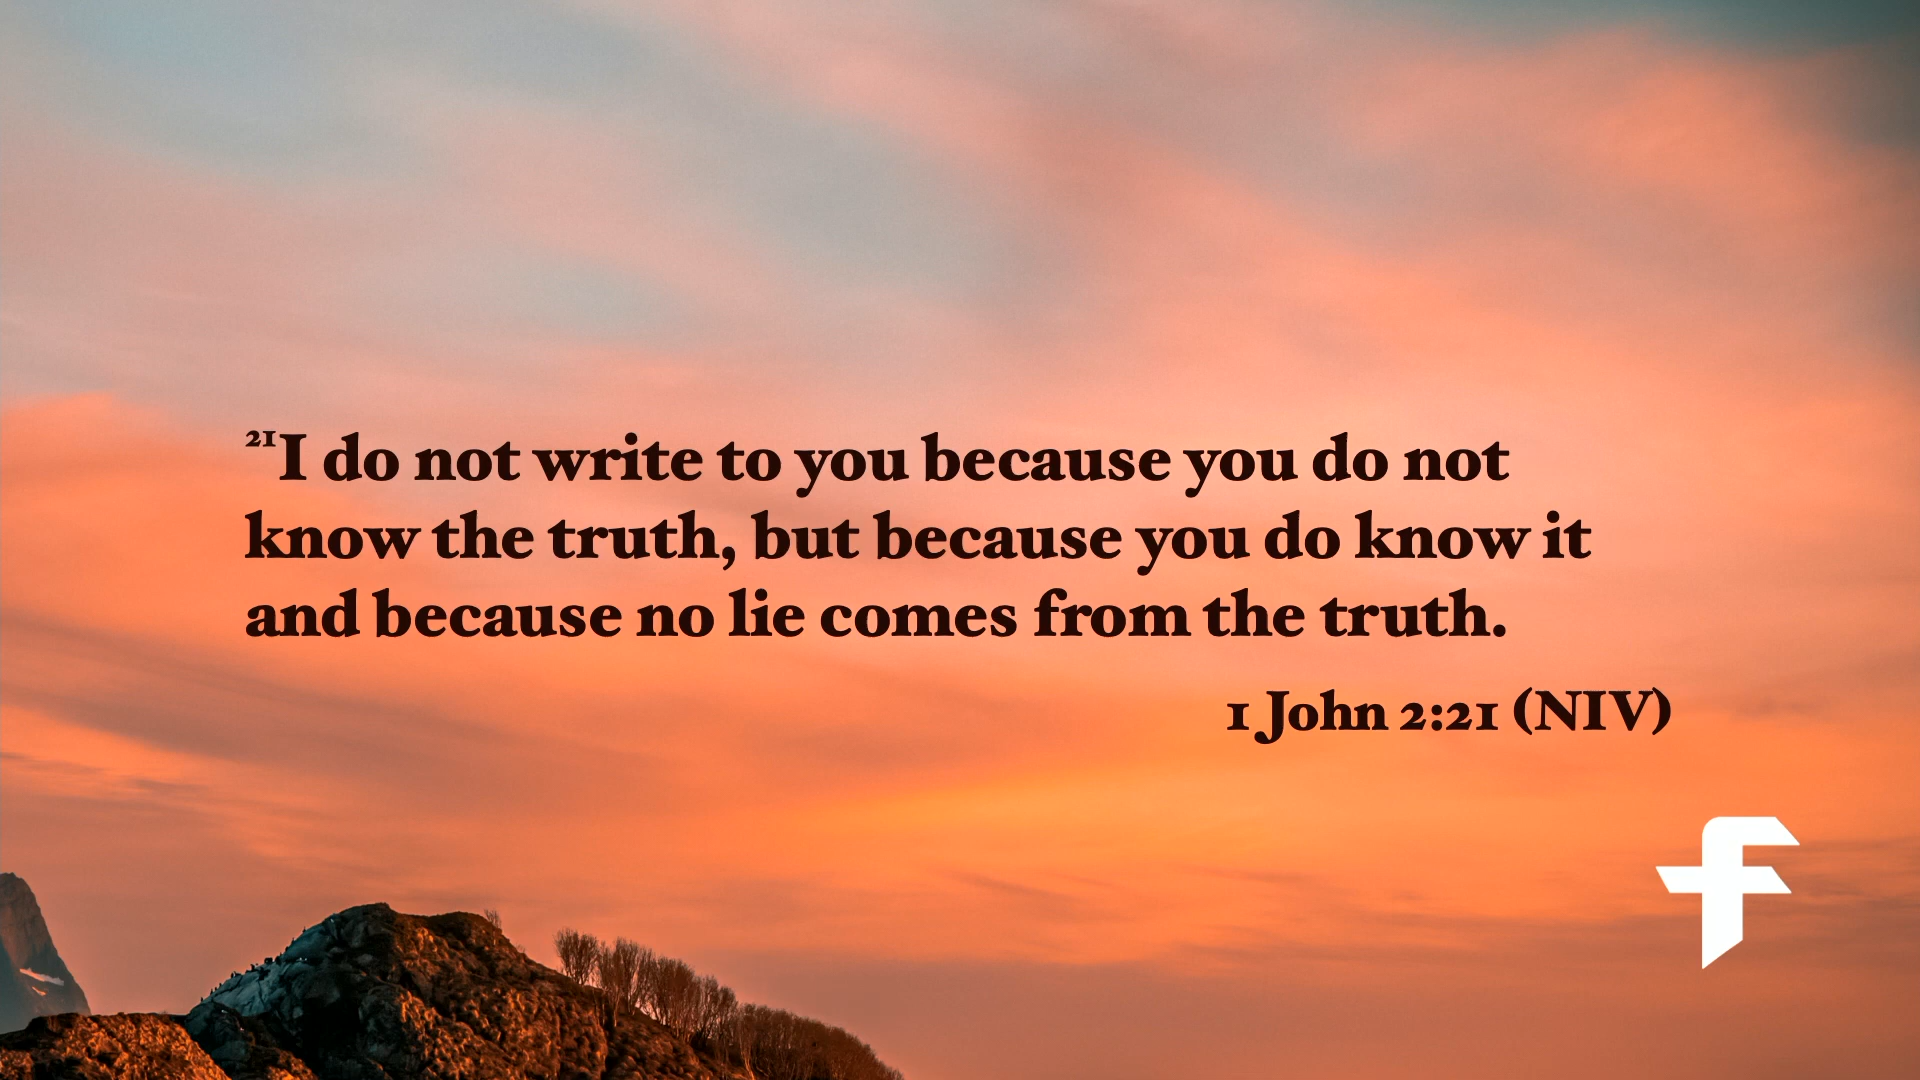 21I do not write to you because you do not
know the truth, but because you do know it
and because no lie comes from the truth.
1 John 2:21 (NIV)